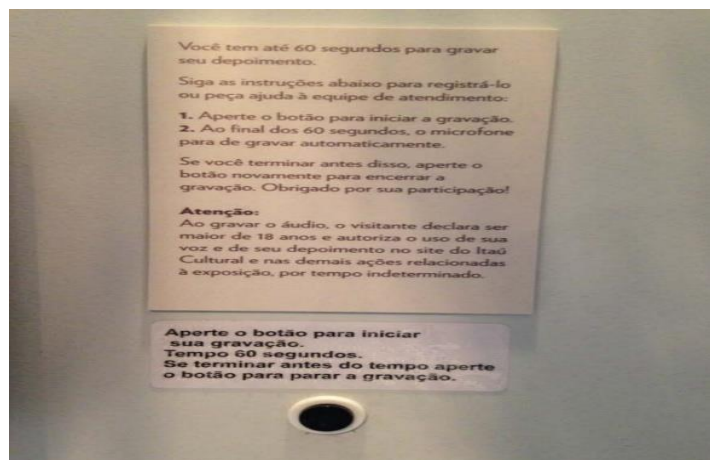 Você tem até 60 segundos para gravar
seu depoimento.
Siga as instruções abaixo para registrá-lo
ou peça ajuda à equipe de atendimento:
1. Aperte o botão para iniciar a gravação.
2. Ao final dos 60 segundos, o microfone
para de gravar automaticamente.
Se você terminar antes disso, aperte o
botão novamente para encerrar a
gravação. Obrigado por sua participação!
Atenção:
Ao gravar o áudio, o visitante declara ser
maior de 18 anos e autoriza o uso de sua
voz e de seu depoimento no site do Itaú
Cultural e nas demais ações relacionadas
à exposição, por tempo indeterminado.
Aperte o botão para iniciar
sua gravação.
Tempo 60 segundos.
Se terminar antes do tempo aperte
o botão para parar a gravação.